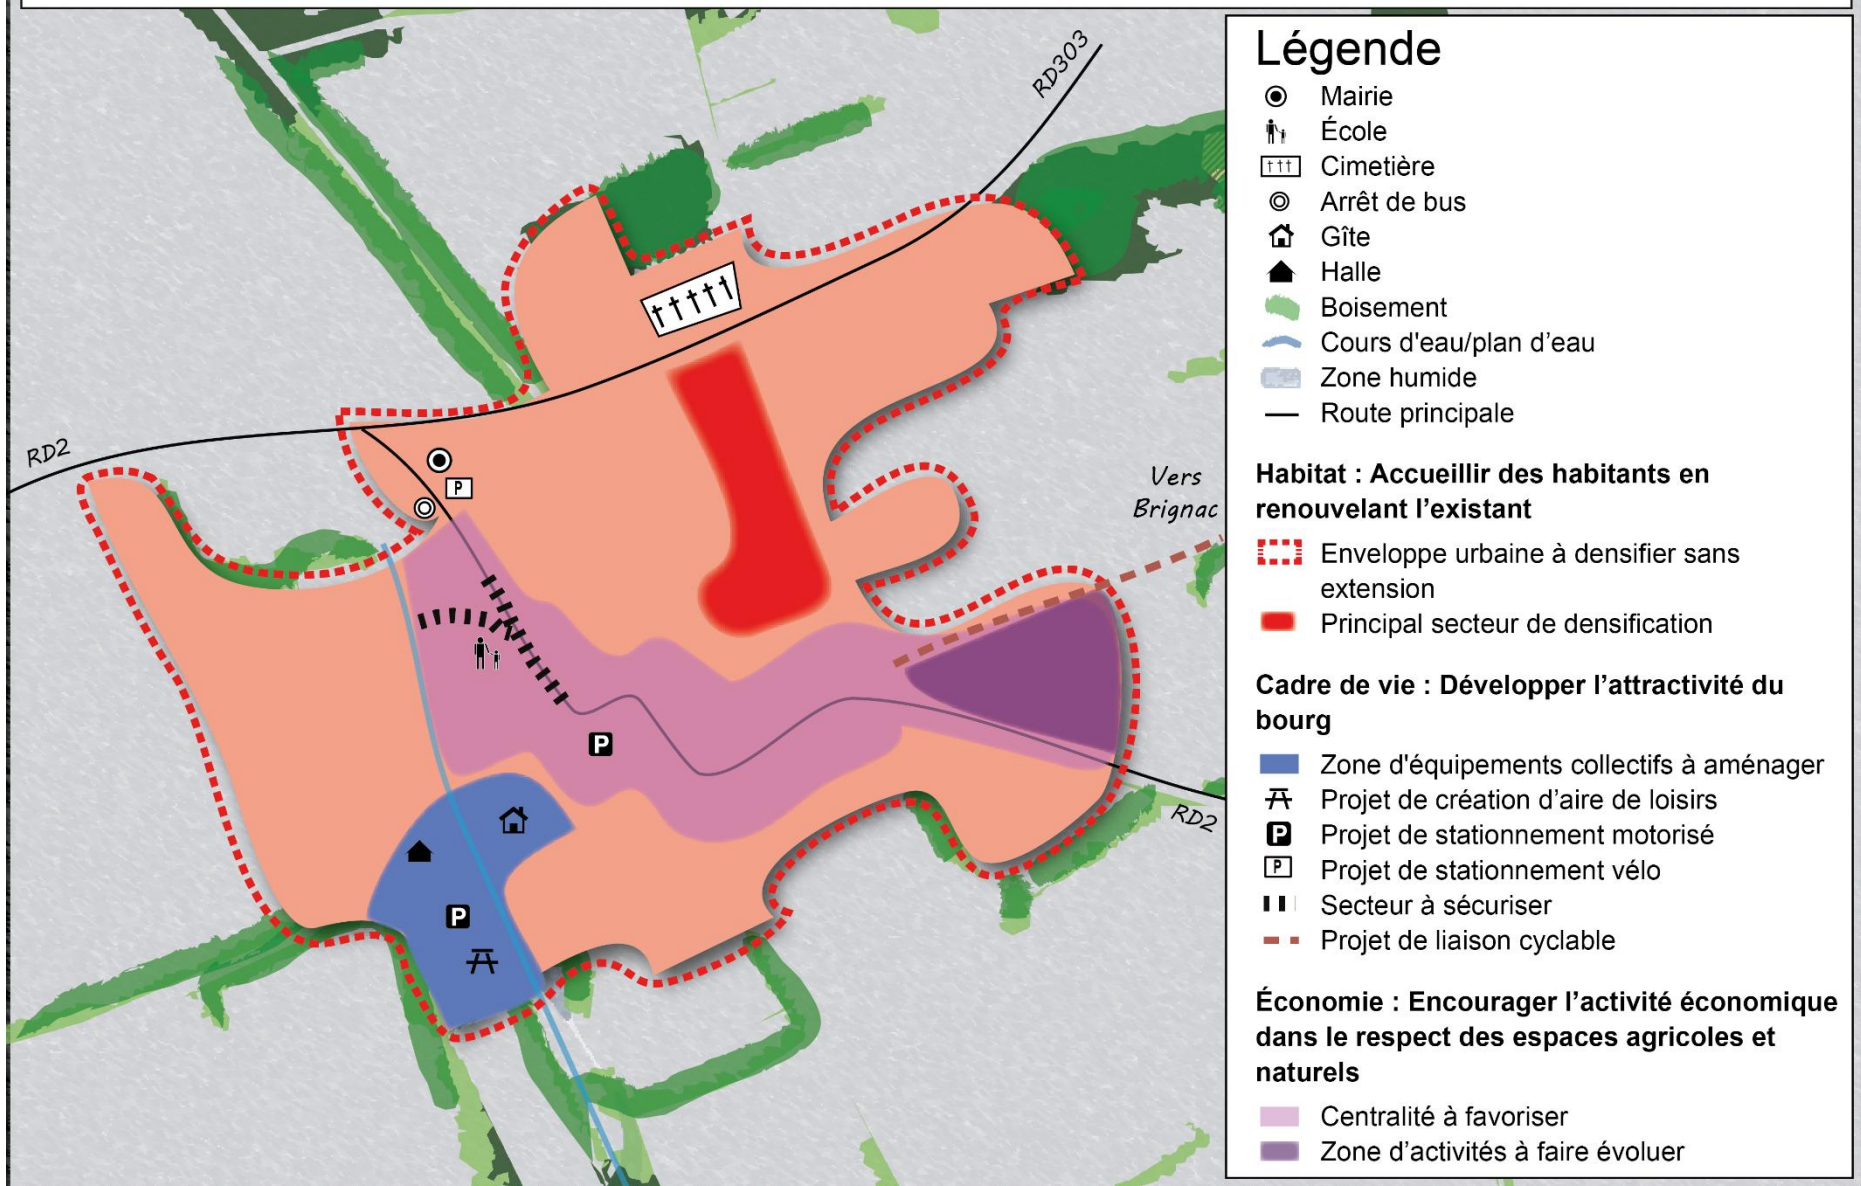 RD303
RD2
P
Vers
Brignac
P
RD2
P
Légende
Mairie
École
Cimetière
Arrêt de bus
Gîte
Halle
Boisement
Cours d'eau/plan d’eau
Zone humide
Route principale
Habitat : Accueillir des habitants en
renouvelant l’existant
Enveloppe urbaine à densifier sans
extension
Principal secteur de densification
Cadre de vie : Développer l’attractivité du
bourg
Zone d'équipements collectifs à aménager
Projet de création d’aire de loisirs
P Projet de stationnement motorisé
P Projet de stationnement vélo
Secteur à sécuriser
Projet de liaison cyclable
Économie : Encourager l’activité économique
dans le respect des espaces agricoles et
naturels
Centralité à favoriser
Zone d’activités à faire évoluer